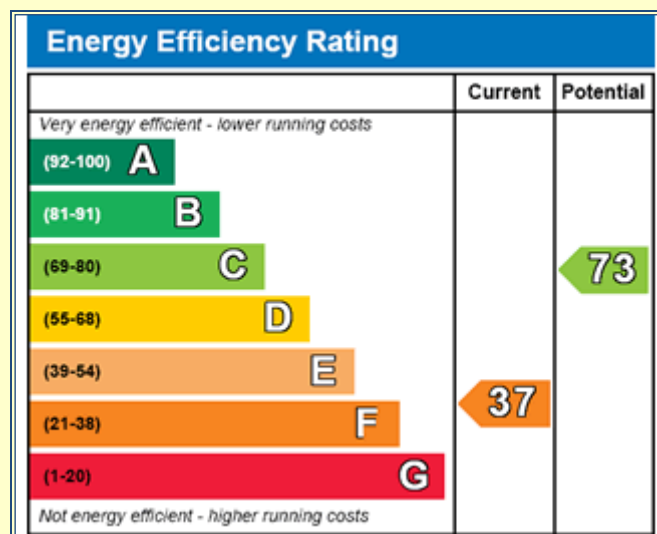 Energy Efficiency Rating
Current Potential
Very energy efficient - lower running costs
(92-100) A
(81-91) B
(69-80) C
73
(55-68) D
(39-54) E
37
(21-38) F
(1-20) G
Not energy efficient - higher running costs